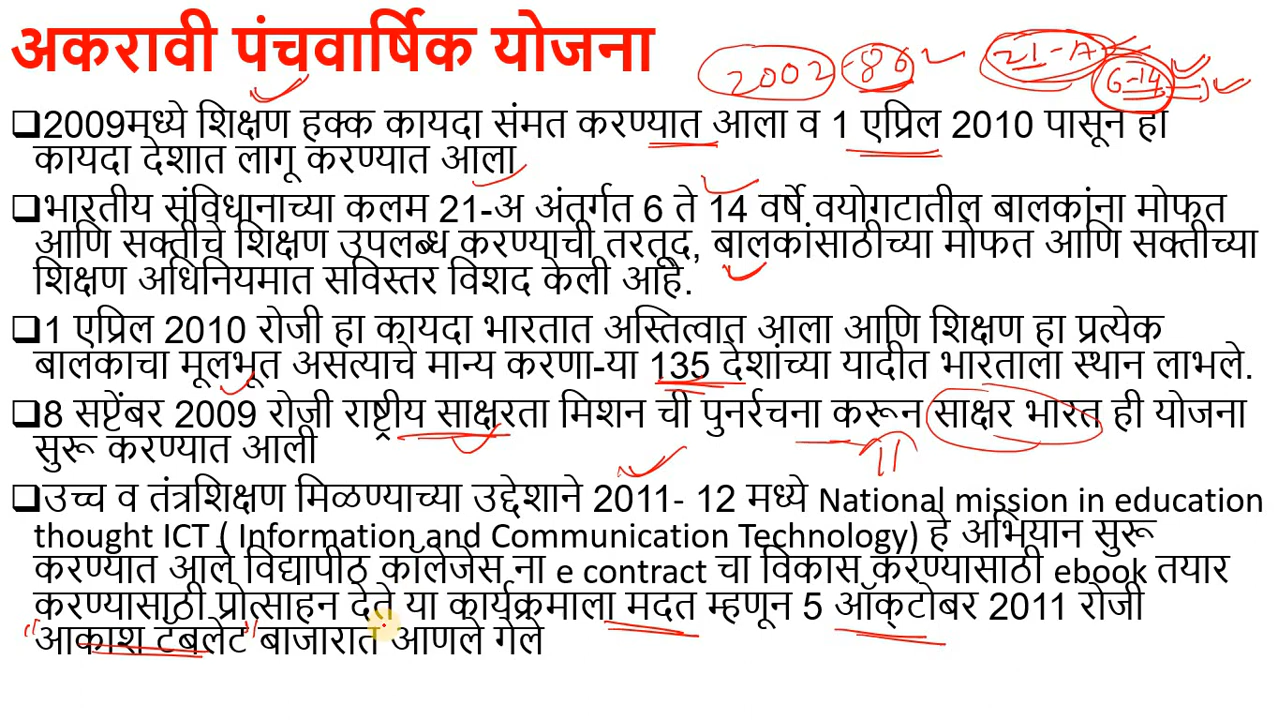 अकरावी पंचवार्षिक योजना
2002 - 86 21-A
6-14
❑2009मध्ये शिक्षण हक्क कायदा संमत करण्यात आला व 1 एप्रिल 2010 पासून हा
कायदा देशात लागू करण्यात आला
❑भारतीय संविधानाच्या कलम 21-अ अंतर्गत 6 ते 14 वर्षे वयोगटातील बालकांना मोफत
आणि सक्तीचे शिक्षण उपलब्ध करण्याची तरतूद, बालकांसाठीच्या मोफत आणि सक्तीच्या
शिक्षण अधिनियमात सविस्तर विशद केली आहे.
❑1 एप्रिल 2010 रोजी हा कायदा भारतात अस्तित्वात आला आणि शिक्षण हा प्रत्येक
बालकाचा मूलभूत असत्याचे मान्य करणा-या 135 देशांच्या यादीत भारताला स्थान लाभले.
❑8 सप्टेंबर 2009 रोजी राष्ट्रीय साक्षरता मिशन ची पुनर्रचना करून साक्षर भारत ही योजना
सुरू करण्यात आली
❑उच्च व तंत्रशिक्षण मिळण्याच्या उद्देशाने 2011- 12 मध्ये National mission in education
thought ICT ( Information and Communication Technology) हे अभियान सुरू
करण्यात आले विद्यापीठ कॉलेजेस ना e contract चा विकास करण्यासाठी ebook तयार
करण्यासाठी प्रोत्साहन देते या कार्यक्रमाला मदत म्हणून 5 ऑक्टोबर 2011 रोजी
"आकाश टॅबलेट" बाजारात आणले गेले